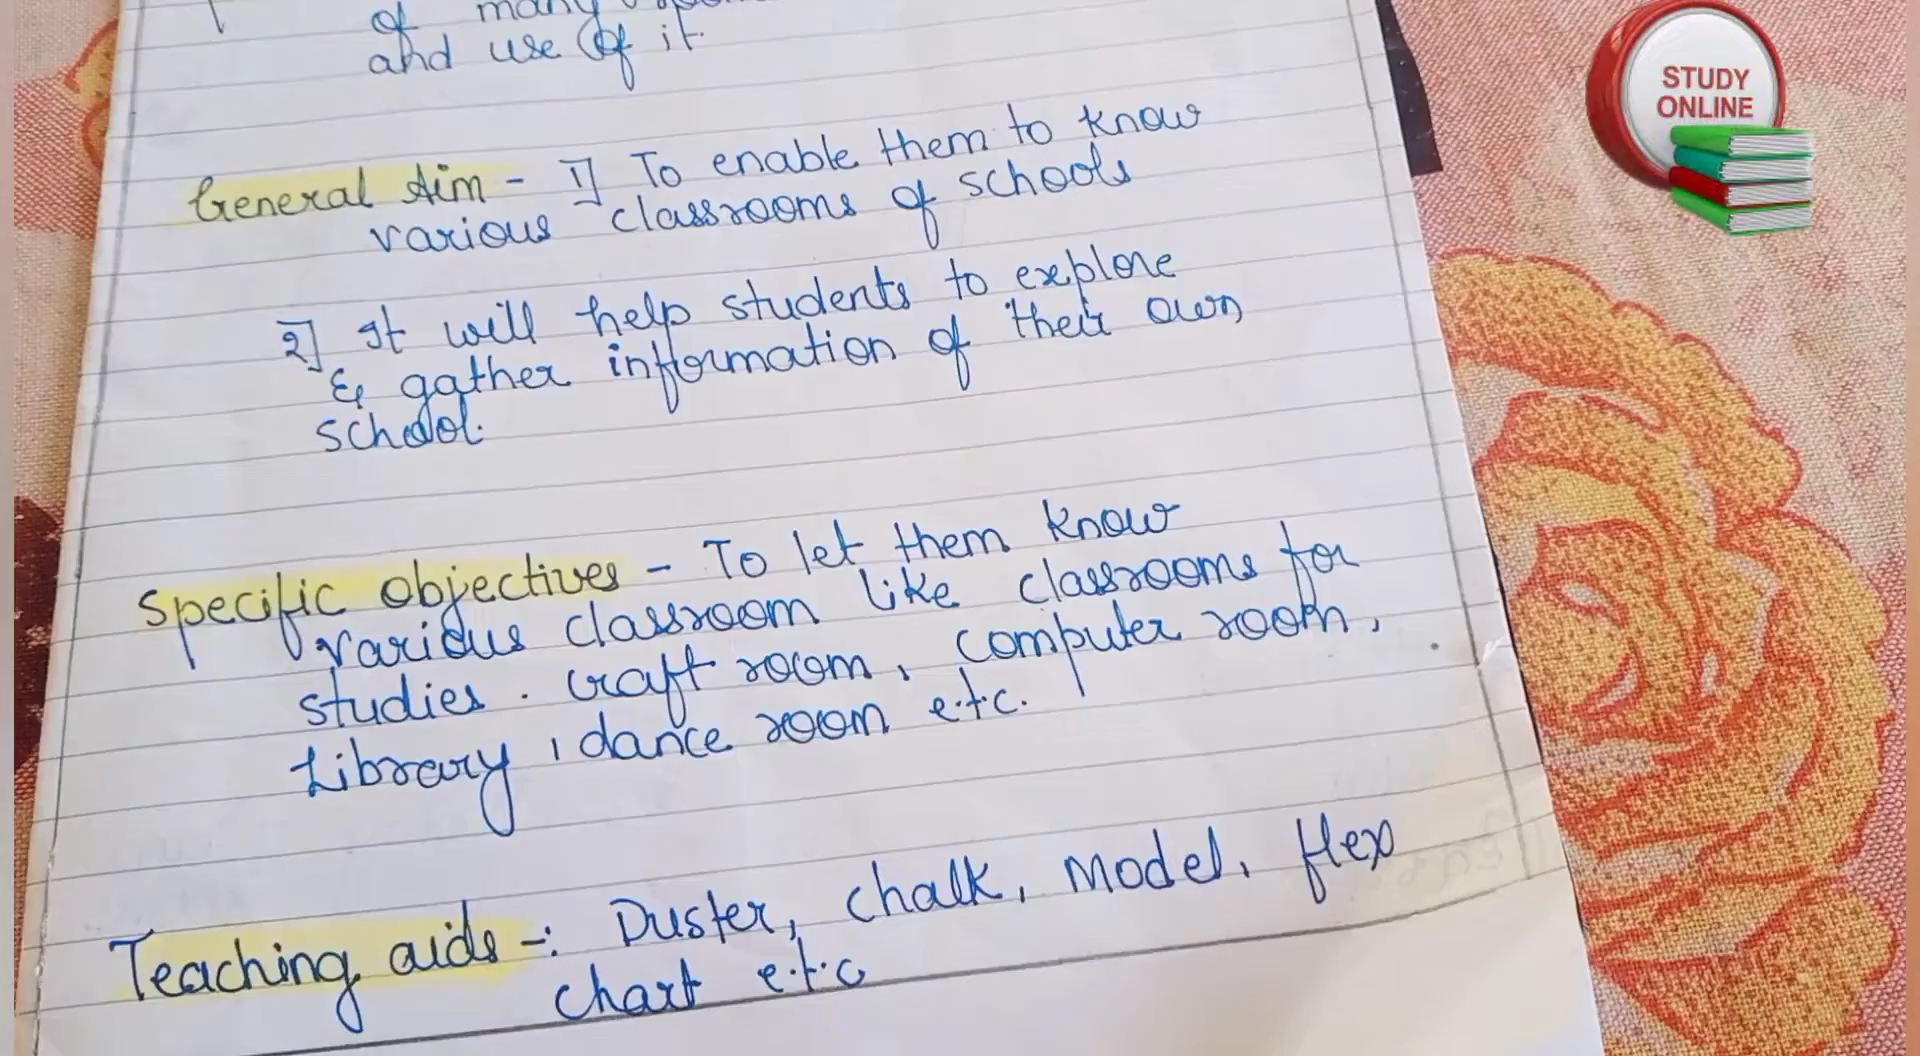 of many
and use of it.
General Aim - 1] To enable them to know
various classrooms of schools
2] It will help students to explore
& gather information of their own
school.
Specific objectives - To let them know
various classroom like classrooms for
studies. craft room, computer room,
Library, dance room e.t.c.
Teaching aids -: Duster, chalk, Model, flex
chart e.t.c
STUDY
ONLINE